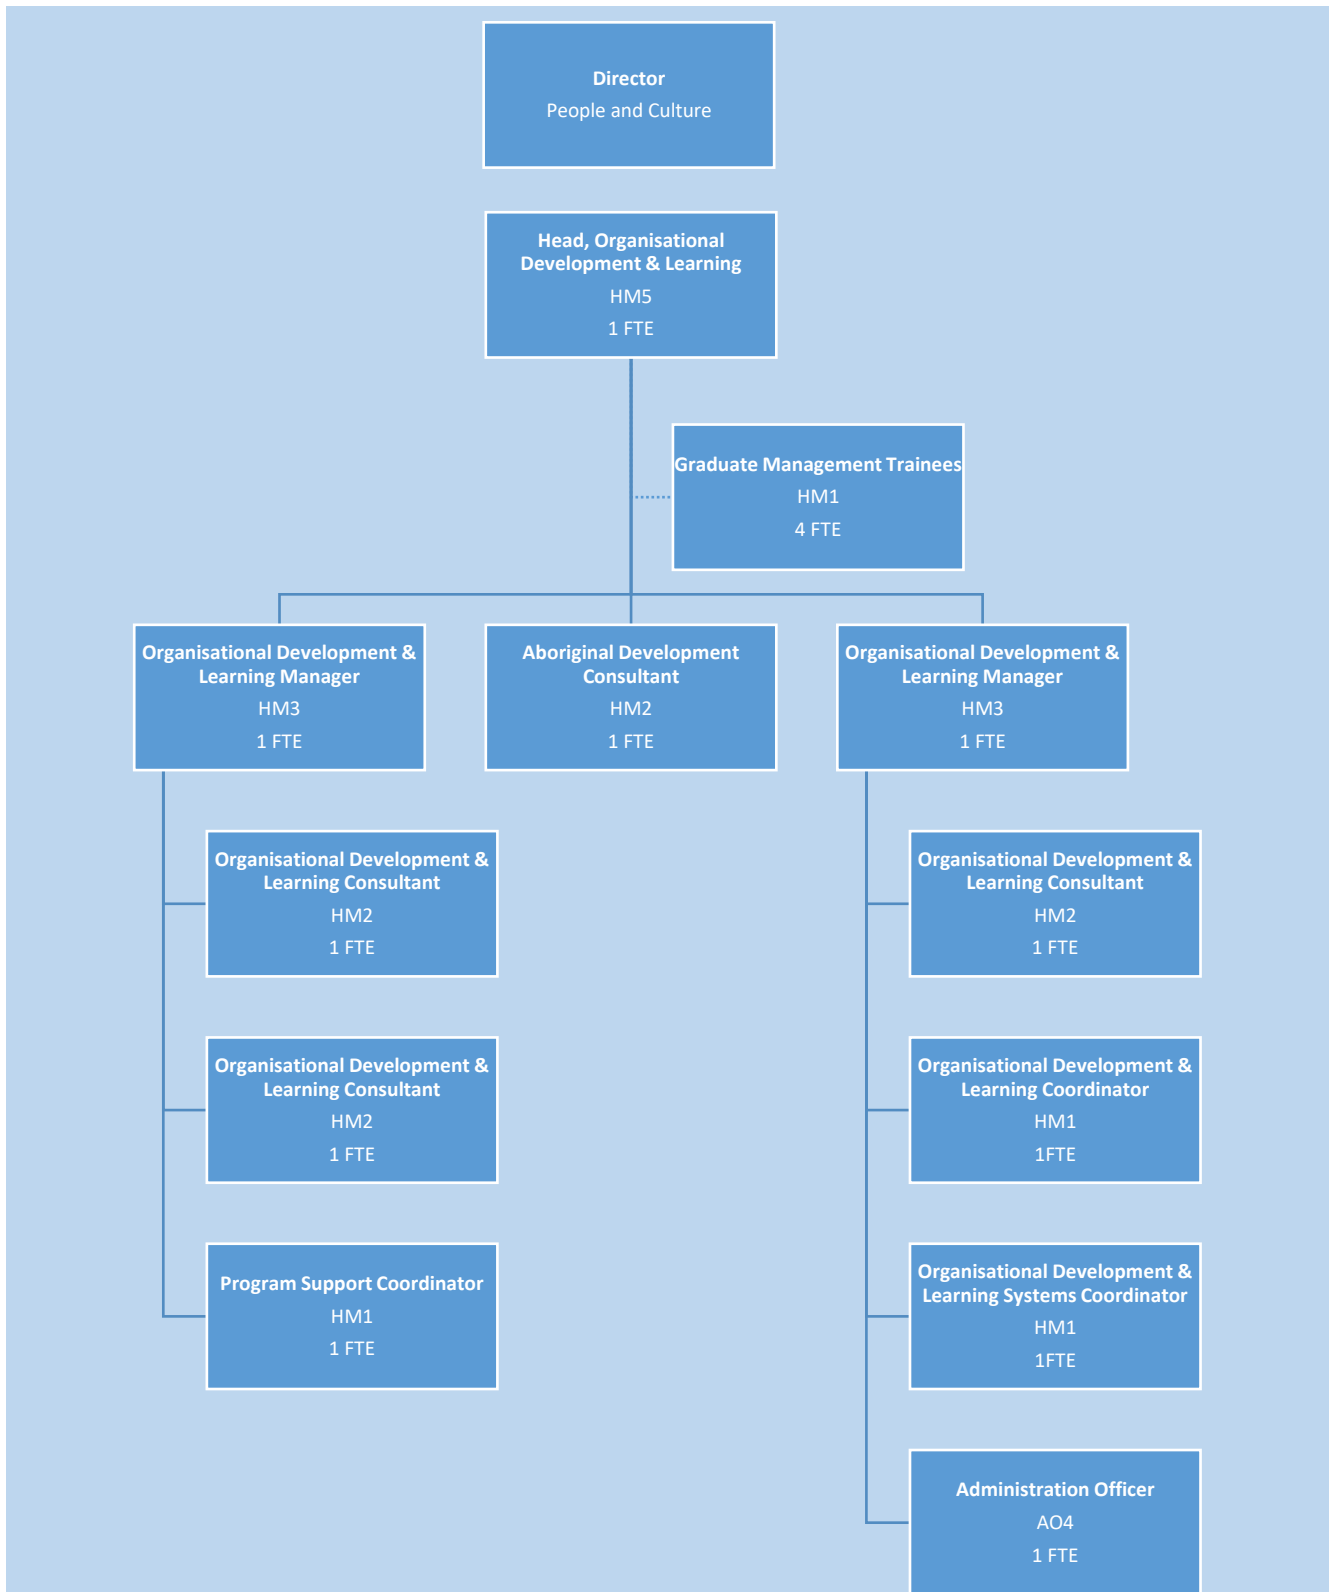 Director
People and Culture
Head, Organisational
Development & Learning
HM5
1 FTE
Graduate Management Trainees
HM1
4 FTE
Organisational Development &
Learning Manager
HM3
1 FTE
Aboriginal Development
Consultant
HM2
1 FTE
Organisational Development &
Learning Manager
HM3
1 FTE
Organisational Development &
Learning Consultant
HM2
1 FTE
Organisational Development &
Learning Consultant
HM2
1 FTE
Program Support Coordinator
HM1
1 FTE
Organisational Development &
Learning Consultant
HM2
1 FTE
Organisational Development &
Learning Coordinator
HM1
1FTE
Organisational Development &
Learning Systems Coordinator
HM1
1FTE
Administration Officer
AO4
1 FTE